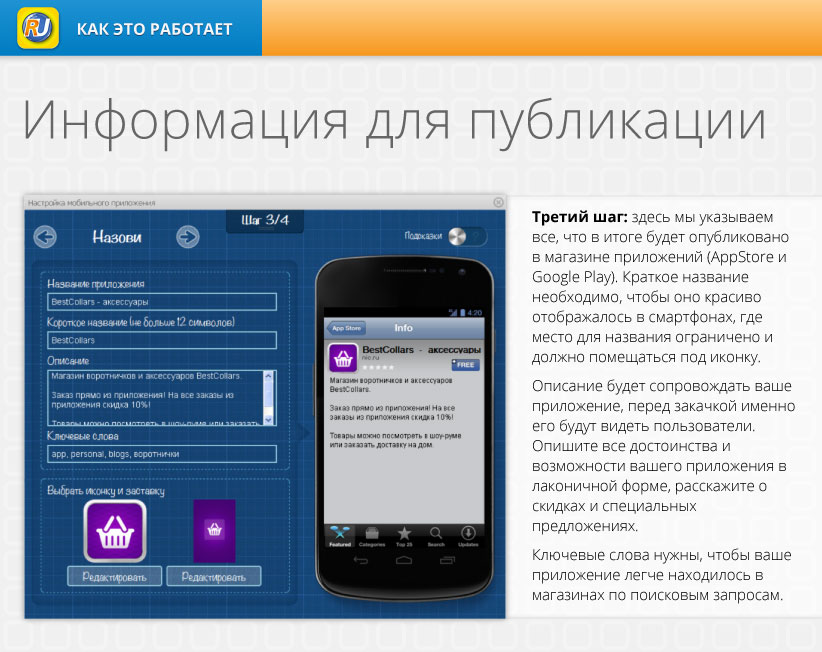 RU
КАК ЭТО РАБОТАЕТ
Информация для публикации
Настройка мобильного приложения
Шаг 3/4
Назови
Подсказки
Название приложения
BestCollars - аксессуары
Короткое название (не больше 12 символов)
BestCollars
Описание
Магазин воротничков и аксессуаров BestCollars.
Заказ прямо из приложения! На все заказы из
приложения скидка 10%!
Товары можно посмотреть в шоу-руме или заказать
Ключевые слова
app, personal, blogs, воротнички
Выбрать иконку и заставку
Редактировать
Редактировать
4:20
App Store
Info
BestCollars - аксессуары
nic.ru
FREE
Магазин воротничков и аксессуаров
BestCollars.
Заказ прямо из приложения! На все
заказы из приложения скидка 10%!
Товары можно посмотреть в шоу-руме
или заказать доставку на дом.
Featured
Categories
Top 25
Search
Updates
Третий шаг: здесь мы указываем
все, что в итоге будет опубликовано
в магазине приложений (AppStore и
Google Play). Краткое название
необходимо, чтобы оно красиво
отображалось в смартфонах, где
место для названия ограничено и
должно помещаться под иконку.
Описание будет сопровождать ваше
приложение, перед закачкой именно
его будут видеть пользователи.
Опишите все достоинства и
возможности вашего приложения в
лаконичной форме, расскажите о
скидках и специальных
предложениях.
Ключевые слова нужны, чтобы ваше
приложение легче находилось в
магазинах по поисковым запросам.